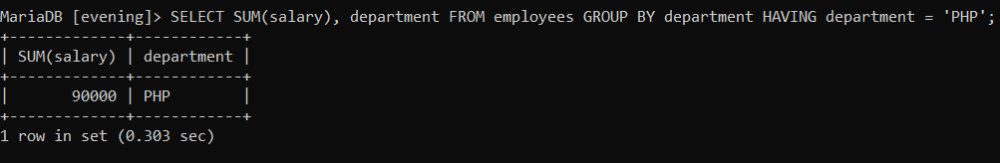 MariaDB [evening]> SELECT SUM(salary), department FROM employees GROUP BY department HAVING department = 'PHP';
+-------------+------------+
| SUM(salary) | department |
+-------------+------------+
|       90000 | PHP        |
+-------------+------------+
1 row in set (0.303 sec)